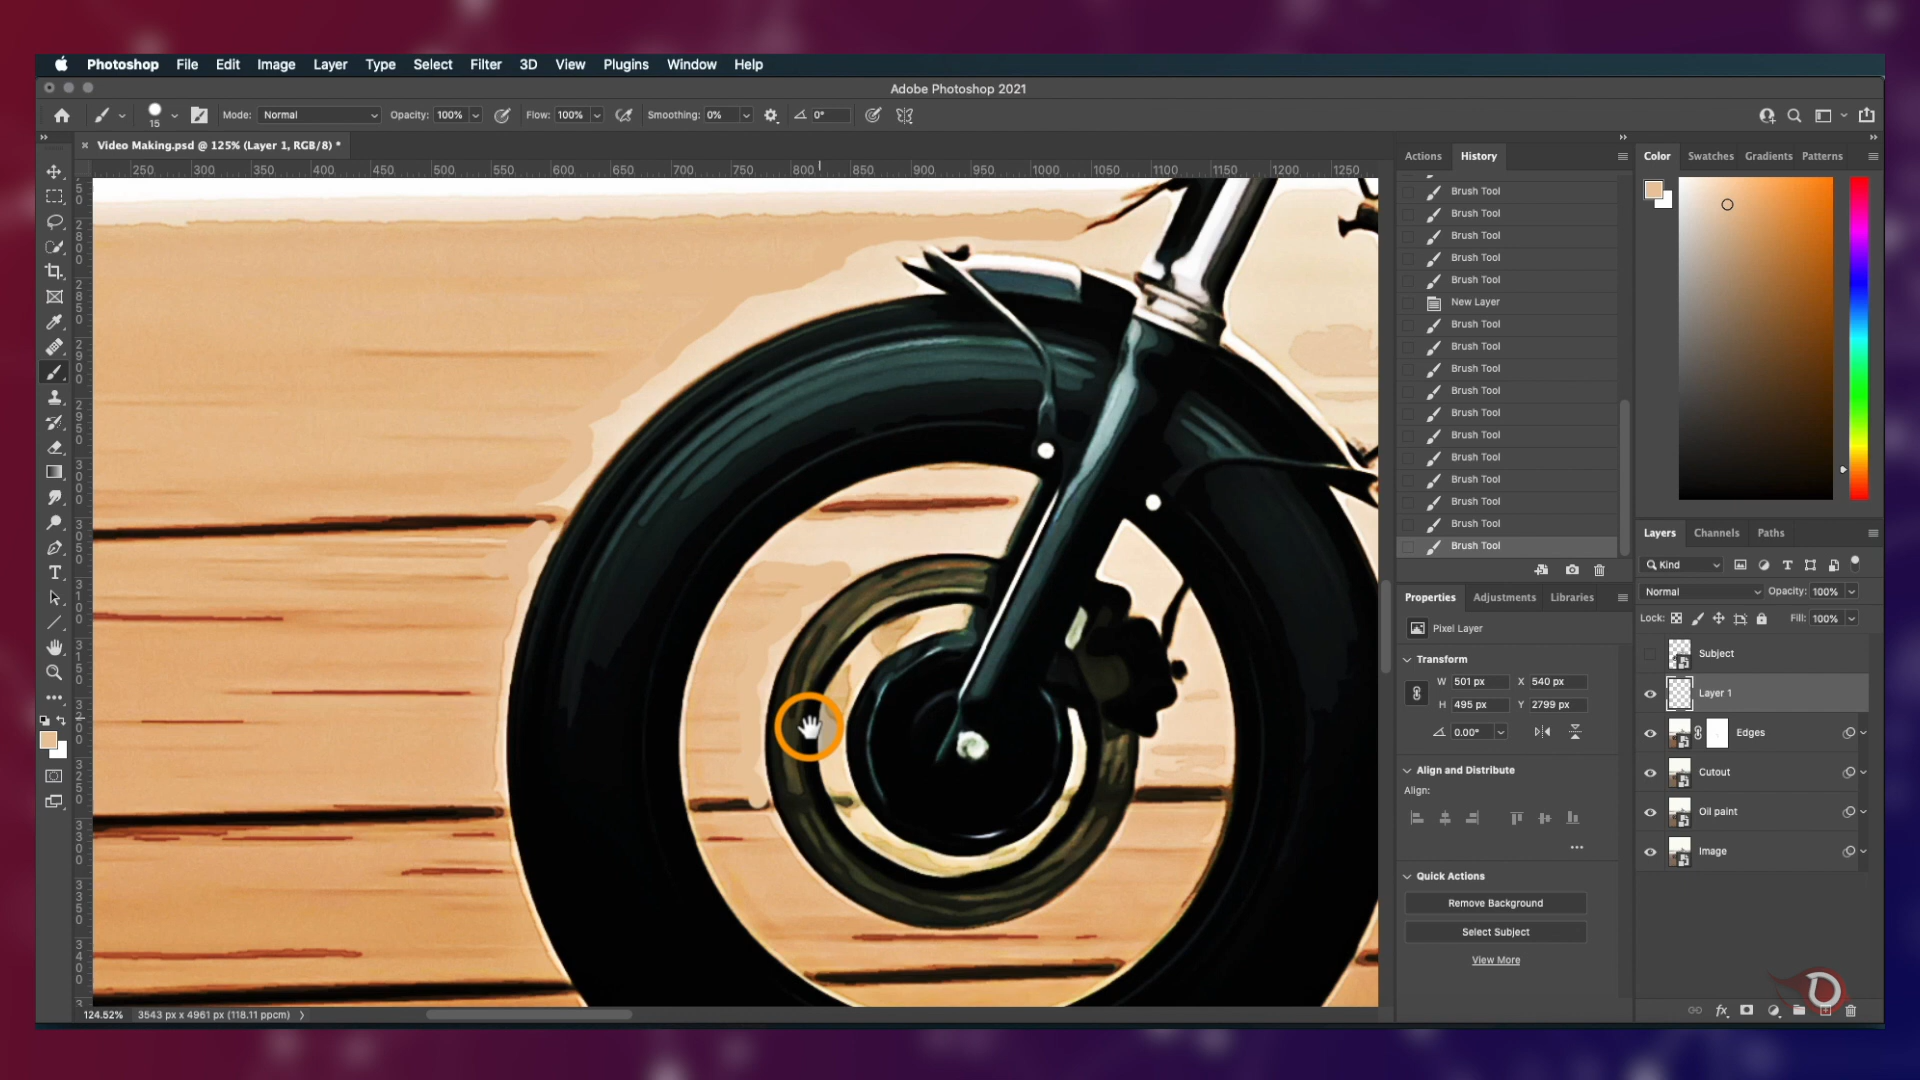 Photoshop File Edit Image Layer Type Select Filter 3D View Plugins Window Help
Adobe Photoshop 2021
15 Mode: Normal Opacity: 100% Flow: 100% Smoothing: 0% 0°
Video Making.psd @ 125% (Layer 1, RGB/8) *
250 300 350 400 450 500 550 600 650 700 750 800 850 900 950 1000 1050 1100 1150 1200 1250
Actions History
Brush Tool
Brush Tool
Brush Tool
Brush Tool
Brush Tool
New Layer
Brush Tool
Brush Tool
Brush Tool
Brush Tool
Brush Tool
Brush Tool
Brush Tool
Brush Tool
Brush Tool
Brush Tool
Brush Tool
Properties Adjustments Libraries
Pixel Layer
Transform
W 501 px X 540 px
H 495 px Y 2799 px
0.00°
Align and Distribute
Align:
Quick Actions
Remove Background
Select Subject
View More
Color Swatches Gradients Patterns
Layers Channels Paths
Kind
Normal Opacity: 100%
Lock: Fill: 100%
Subject
Layer 1
Edges
Cutout
Oil paint
Image
fx
124.52% 3543 px x 4961 px (118.11 ppcm)